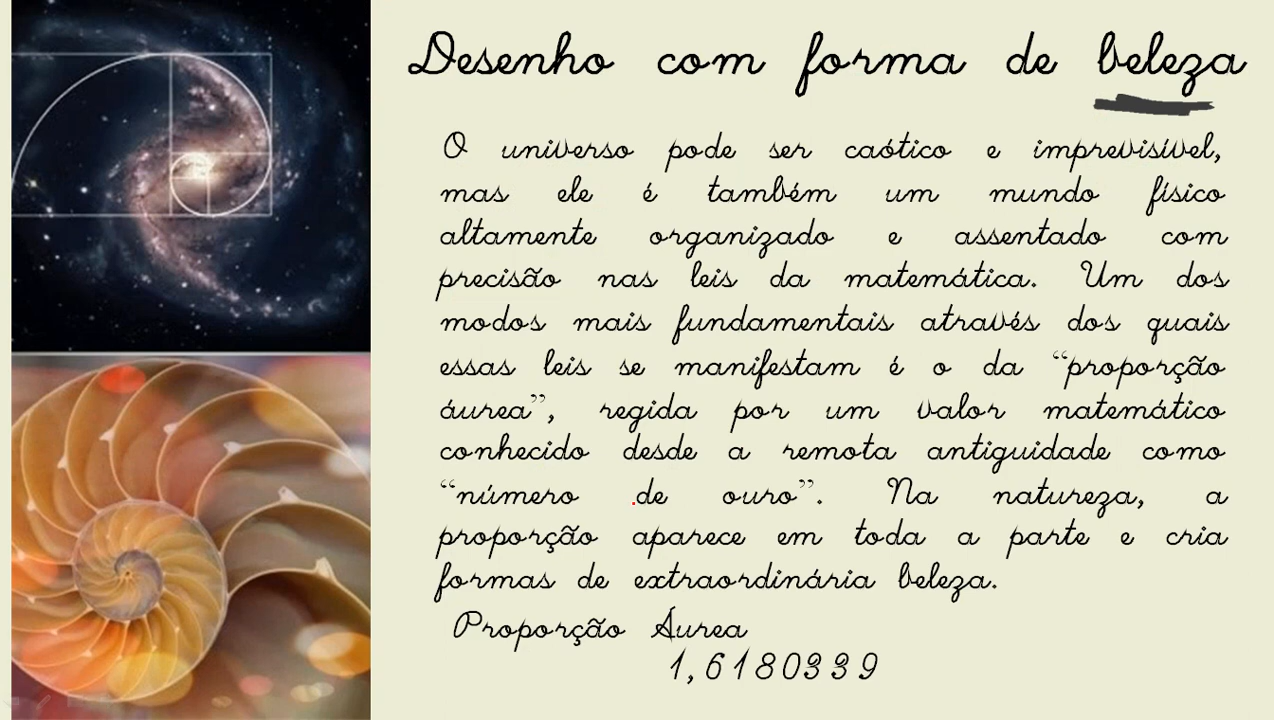 Desenho com forma de beleza
O universo pode ser caótico e imprevisível,
mas ele é também um mundo físico
altamente organizado e assentado com
precisão nas leis da matemática. Um dos
modos mais fundamentais através dos quais
essas leis se manifestam é o da “proporção
áurea”, regida por um valor matemático
conhecido desde a remota antiguidade como
“número de ouro”. Na natureza, a
proporção aparece em toda a parte e cria
formas de extraordinária beleza.
Proporção Áurea
1,6180339